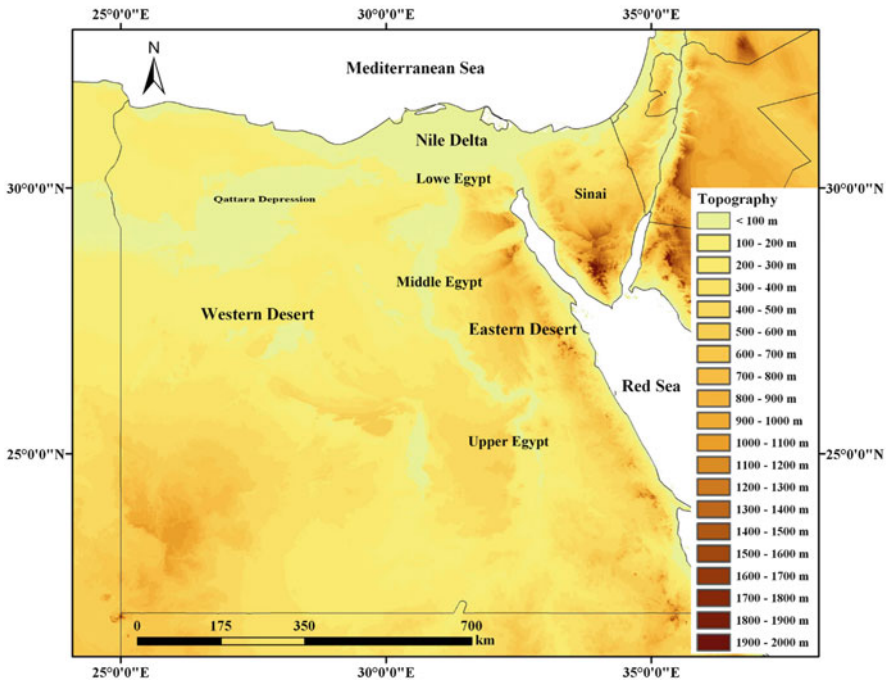 25°0'0"E 30°0'0"E 35°0'0"E
N
Mediterranean Sea
Nile Delta
30°0'0"N Lowe Egypt 30°0'0"N
Qattara Depression
Sinai
Middle Egypt
Western Desert
Eastern Desert
Red Sea
Upper Egypt
25°0'0"N 25°0'0"N
Topography
< 100 m
100 - 200 m
200 - 300 m
300 - 400 m
400 - 500 m
500 - 600 m
600 - 700 m
700 - 800 m
800 - 900 m
900 - 1000 m
1000 - 1100 m
1100 - 1200 m
1200 - 1300 m
1300 - 1400 m
1400 - 1500 m
1500 - 1600 m
1600 - 1700 m
1700 - 1800 m
1800 - 1900 m
1900 - 2000 m
0 175 350 700
km
25°0'0"E 30°0'0"E 35°0'0"E